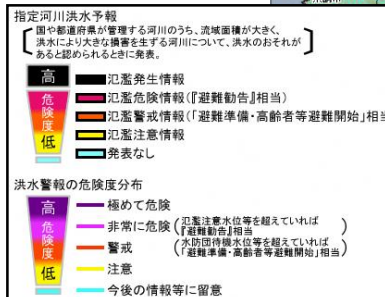 指定河川洪水予報
国や都道府県が管理する河川のうち、流域面積が大きく、
洪水により大きな損害を生ずる河川について、洪水のおそれが
あると認められるときに発表。
高
危険度
低
氾濫発生情報
氾濫危険情報(『避難勧告』相当)
氾濫警戒情報(「避難準備・高齢者等避難開始」相当
氾濫注意情報
発表なし
洪水警報の危険度分布
高
危険度
低
極めて危険
非常に危険(氾濫注意水位等を超えていれば
『避難勧告』相当)
警戒(水防団待機水位等を超えていれば
「避難準備・高齢者等避難開始」相当)
注意
今後の情報等に留意